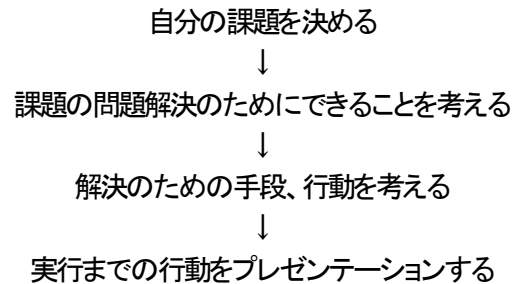 自分の課題を決める
↓
課題の問題解決のためにできることを考える
↓
解決のための手段、行動を考える
↓
実行までの行動をプレゼンテーションする